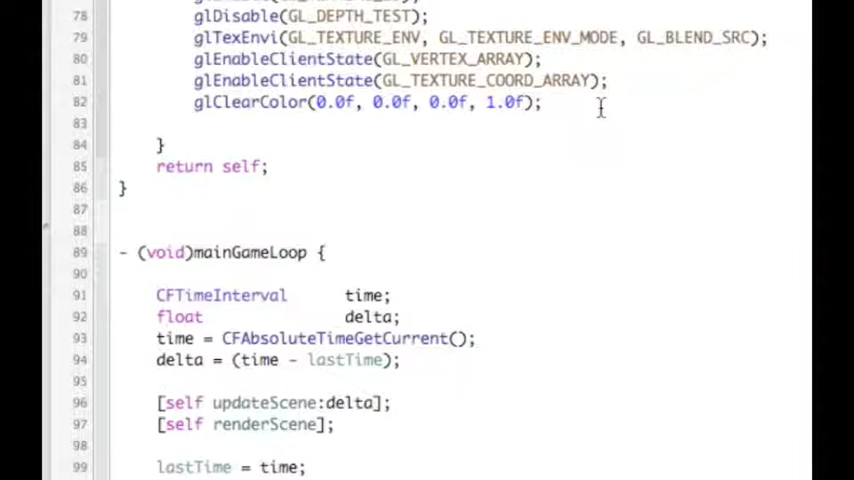 78 glDisable(GL_DEPTH_TEST);
79 glTexEnvi(GL_TEXTURE_ENV, GL_TEXTURE_ENV_MODE, GL_BLEND_SRC);
80 glEnableClientState(GL_VERTEX_ARRAY);
81 glEnableClientState(GL_TEXTURE_COORD_ARRAY);
82 glClearColor(0.0f, 0.0f, 0.0f, 1.0f);
83
84 }
85 return self;
86 }
87
88
89 - (void)mainGameLoop {
90
91 CFTimeInterval time;
92 float delta;
93 time = CFAbsoluteTimeGetCurrent();
94 delta = (time - lastTime);
95
96 [self updateScene:delta];
97 [self renderScene];
98
99 lastTime = time;